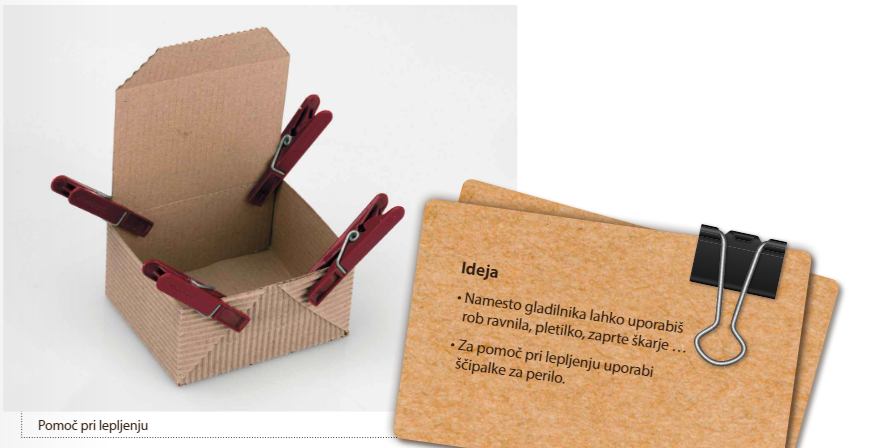 Ideja
• Namesto gladilnika lahko uporabiš
rob ravnila, pletilko, zaprte škarje …
• Za pomoč pri lepljenju uporabi
ščipalke za perilo.
Pomoč pri lepljenju